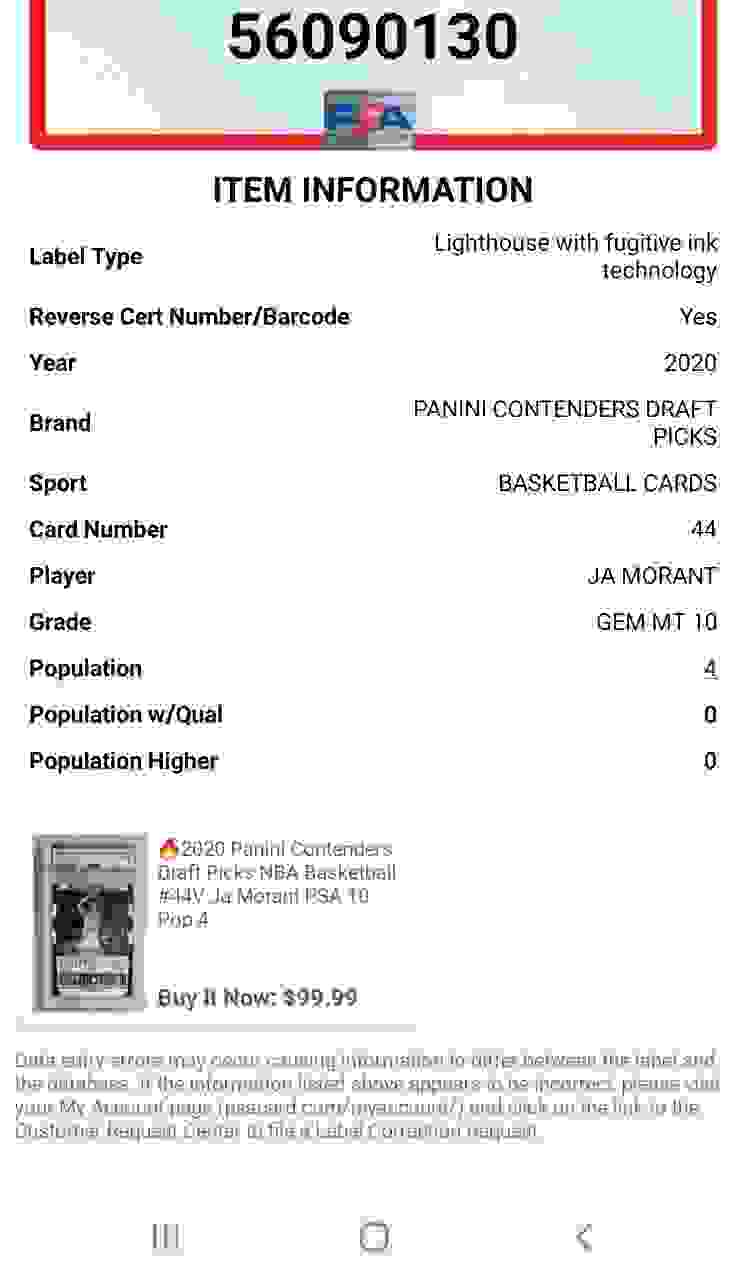 56090130
PSA
ITEM INFORMATION
Label Type
Lighthouse with fugitive ink
technology
Reverse Cert Number/Barcode Yes
Year 2020
Brand
PANINI CONTENDERS DRAFT
PICKS
Sport BASKETBALL CARDS
Card Number 44
Player JA MORANT
Grade GEM MT 10
Population 4
Population w/Qual 0
Population Higher 0
🔥2020 Panini Contenders
Draft Picks NBA Basketball
#44V Ja Morant PSA 10
Pop 4
Buy It Now: $99.99
Data entry errors may occur causing information to differ between the label and
the database. If the information listed above appears to be incorrect, please visit
your My Account page (psacard.com/myaccount/) and click on the link to the
Customer Request Center to file a Label Correction Request.